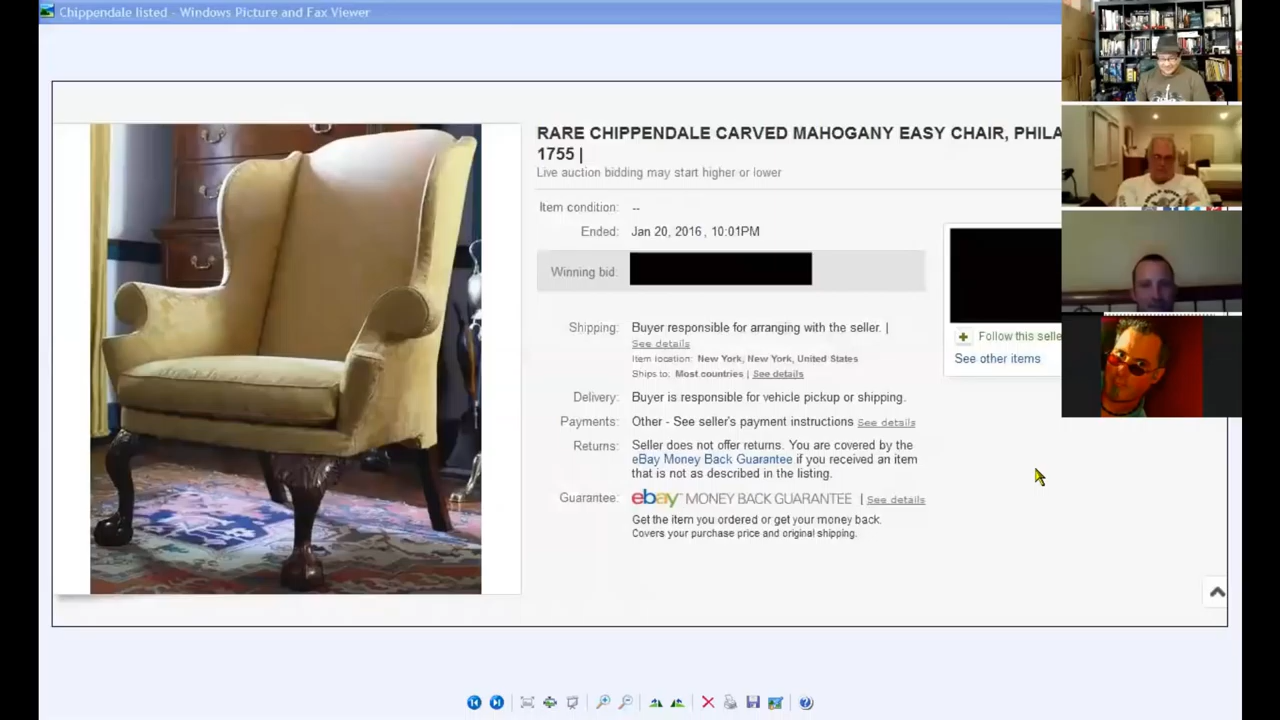 Chippendale listed - Windows Picture and Fax Viewer
RARE CHIPPENDALE CARVED MAHOGANY EASY CHAIR, PHILA
1755 |
Live auction bidding may start higher or lower
Item condition: --
Ended: Jan 20, 2016 , 10:01PM
Winning bid:
Shipping: Buyer responsible for arranging with the seller. |
See details
Item location: New York, New York, United States
Ships to: Most countries | See details
Delivery: Buyer is responsible for vehicle pickup or shipping.
Payments: Other - See seller's payment instructions See details
Returns: Seller does not offer returns. You are covered by the
eBay Money Back Guarantee if you received an item
that is not as described in the listing.
Guarantee: ebay MONEY BACK GUARANTEE | See details
Get the item you ordered or get your money back.
Covers your purchase price and original shipping.
Follow this selle
See other items